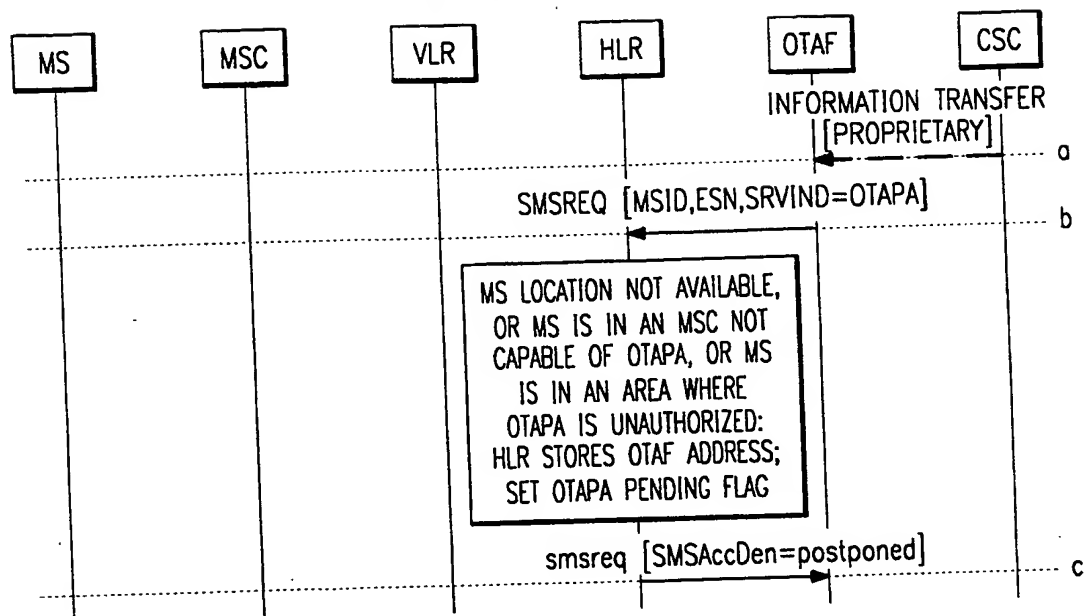 MS
MSC
VLR
HLR
OTAF
CSC
INFORMATION TRANSFER
[PROPRIETARY]
a
SMSREQ [MSID,ESN,SRVIND=OTAPA]
b
MS LOCATION NOT AVAILABLE,
OR MS IS IN AN MSC NOT
CAPABLE OF OTAPA, OR MS
IS IN AN AREA WHERE
OTAPA IS UNAUTHORIZED:
HLR STORES OTAF ADDRESS;
SET OTAPA PENDING FLAG
smsreq [SMSAccDen=postponed]
c